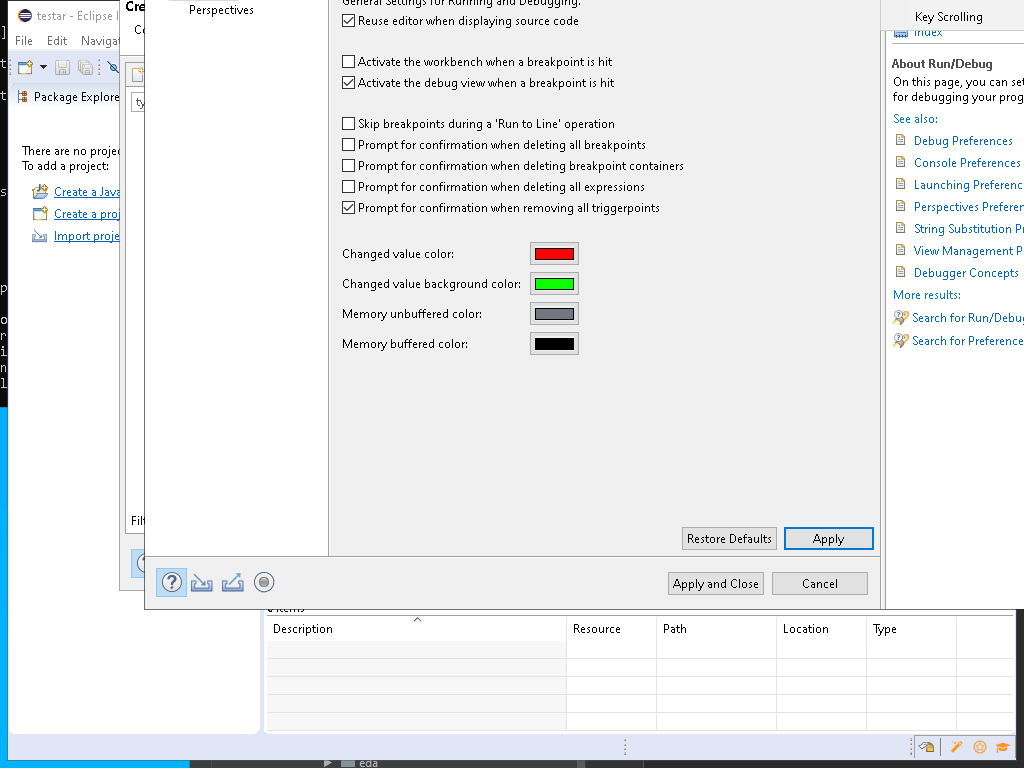 testar - Eclipse I
File Edit Navigat
Package Explore
There are no projec
To add a project:
Create a Java
Create a proj
Import proje
Cre
Perspectives
General Settings for Running and Debugging.
Reuse editor when displaying source code
Activate the workbench when a breakpoint is hit
Activate the debug view when a breakpoint is hit
Skip breakpoints during a 'Run to Line' operation
Prompt for confirmation when deleting all breakpoints
Prompt for confirmation when deleting breakpoint containers
Prompt for confirmation when deleting all expressions
Prompt for confirmation when removing all triggerpoints
Changed value color:
Changed value background color:
Memory unbuffered color:
Memory buffered color:
Restore Defaults Apply
Apply and Close Cancel
Key Scrolling
Index
About Run/Debug
On this page, you can set
for debugging your prog
See also:
Debug Preferences
Console Preferences
Launching Preferenc
Perspectives Preferen
String Substitution Pr
View Management P
Debugger Concepts
More results:
Search for Run/Debug
Search for Preference
Filt
Description Resource Path Location Type
eda